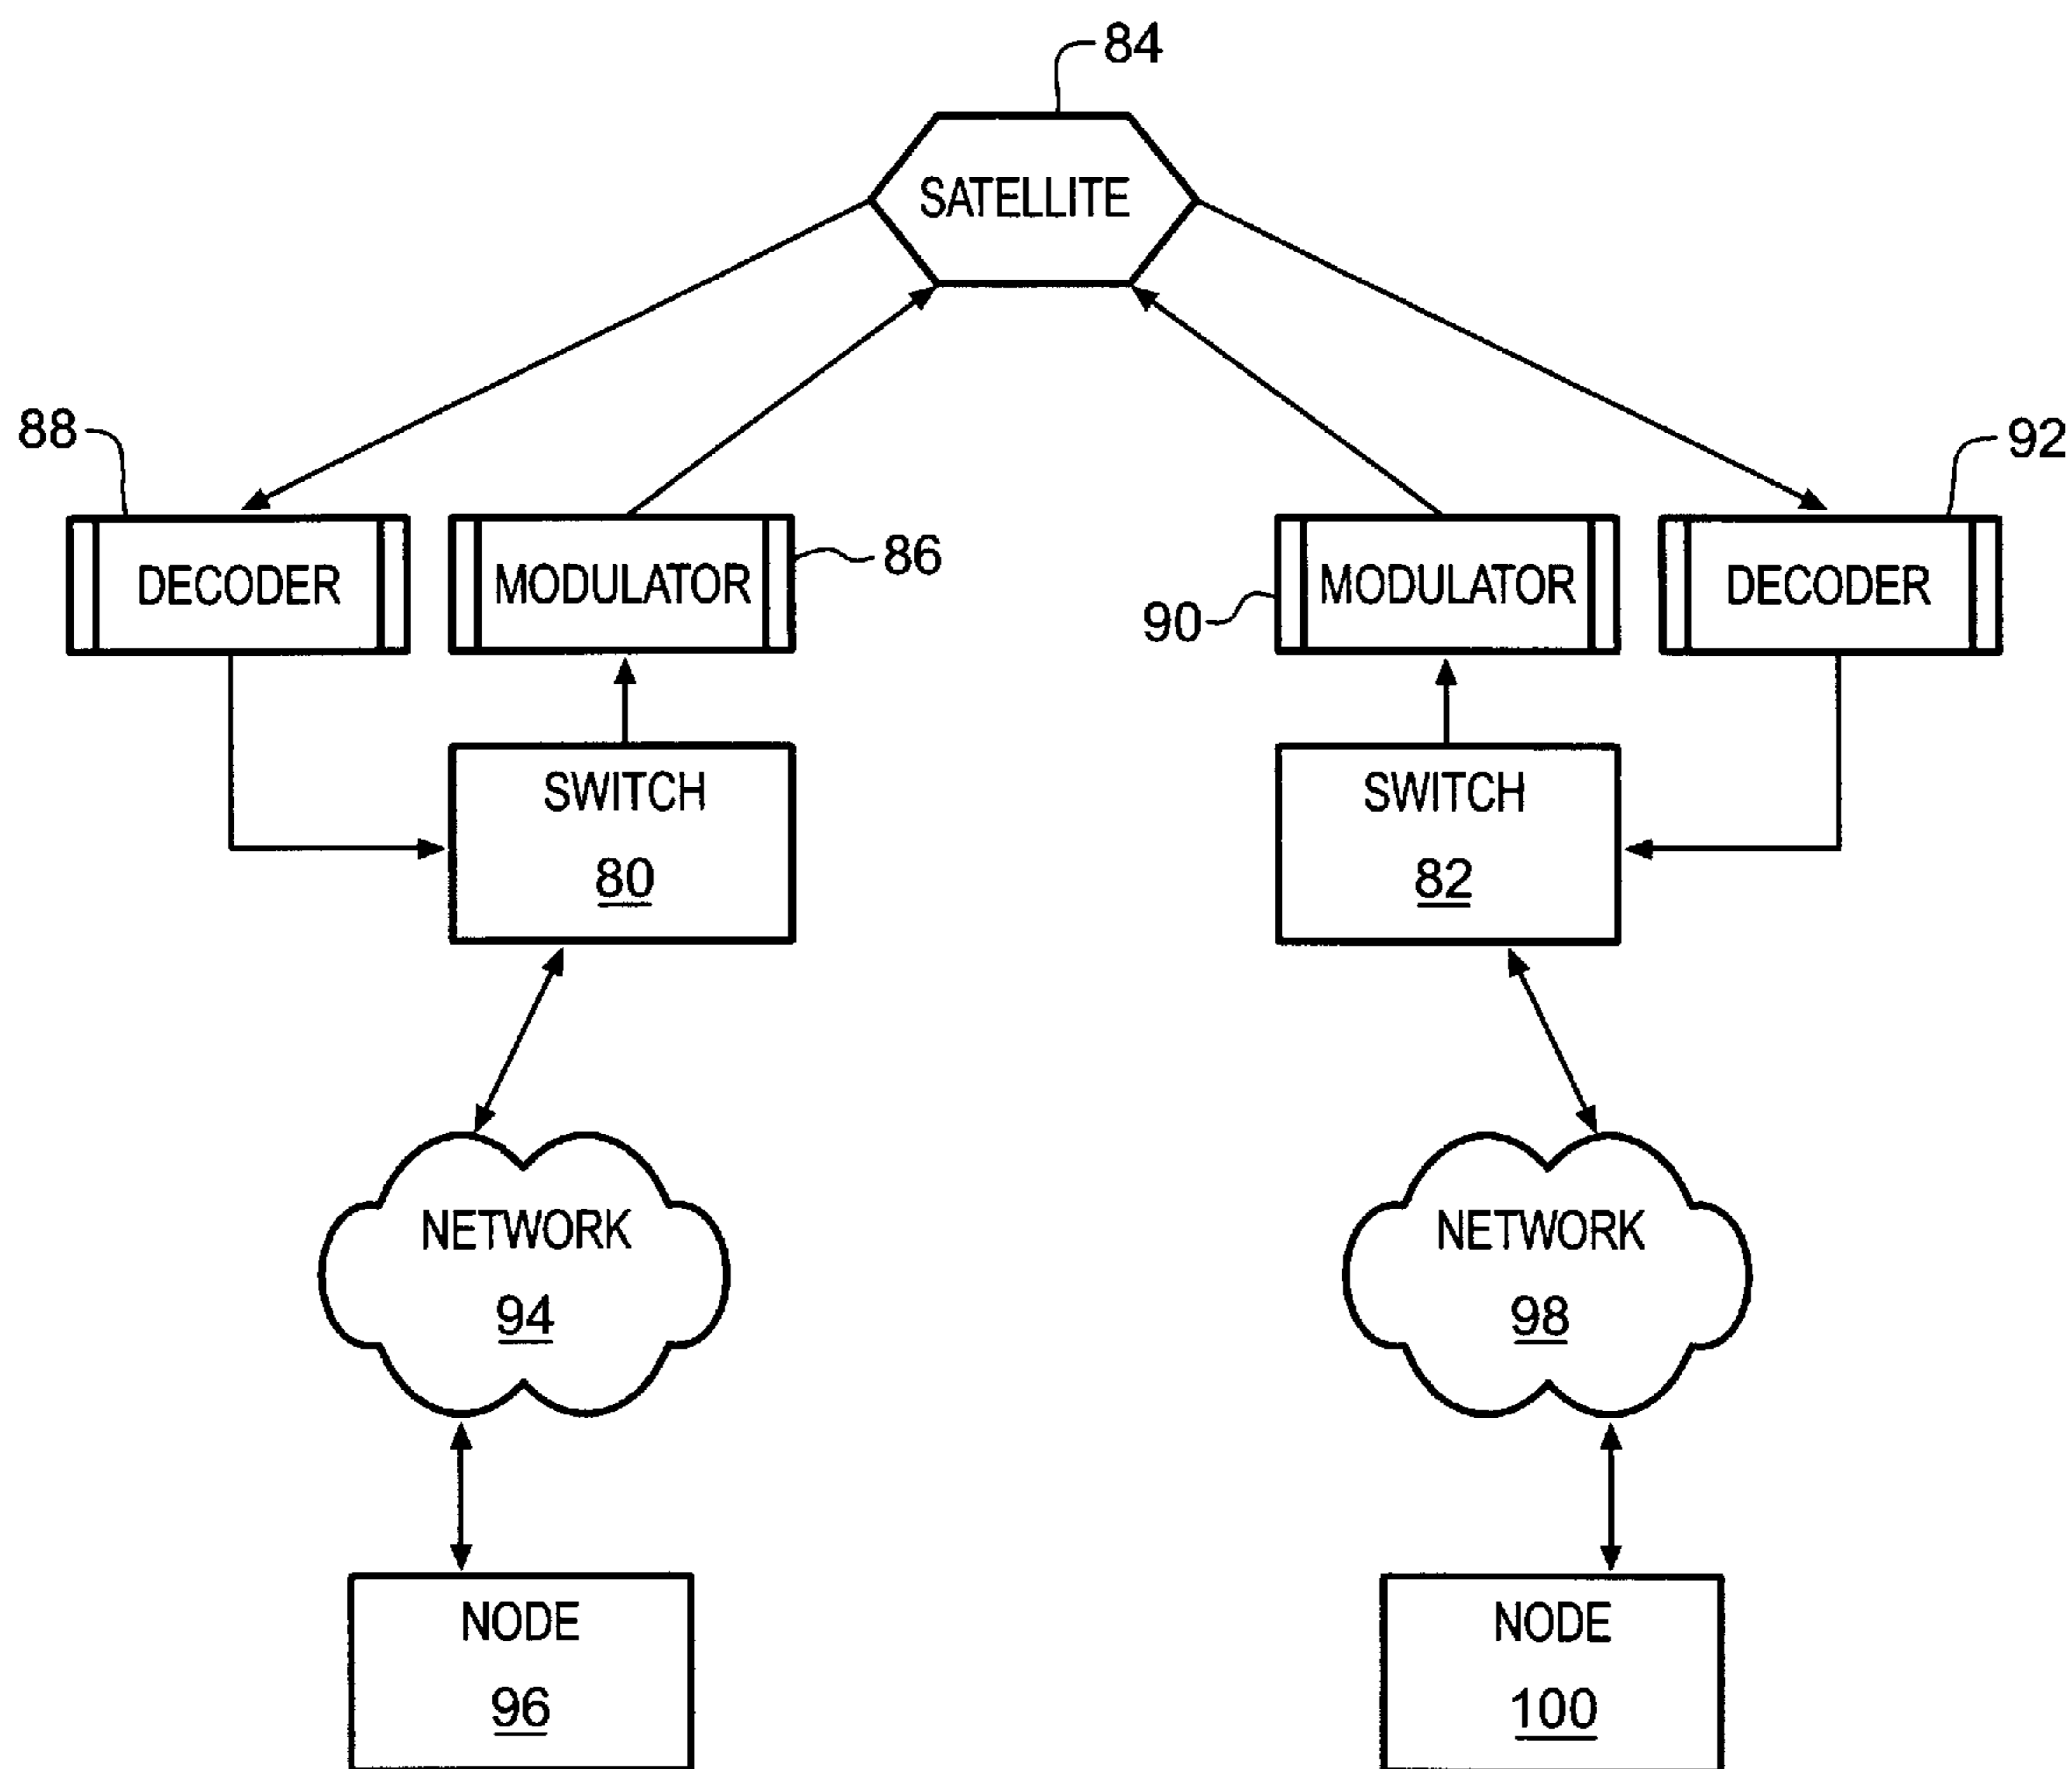 84
SATELLITE
88
92
DECODER
MODULATOR
86
90
MODULATOR
DECODER
SWITCH
80
SWITCH
82
NETWORK
94
NETWORK
98
NODE
96
NODE
100